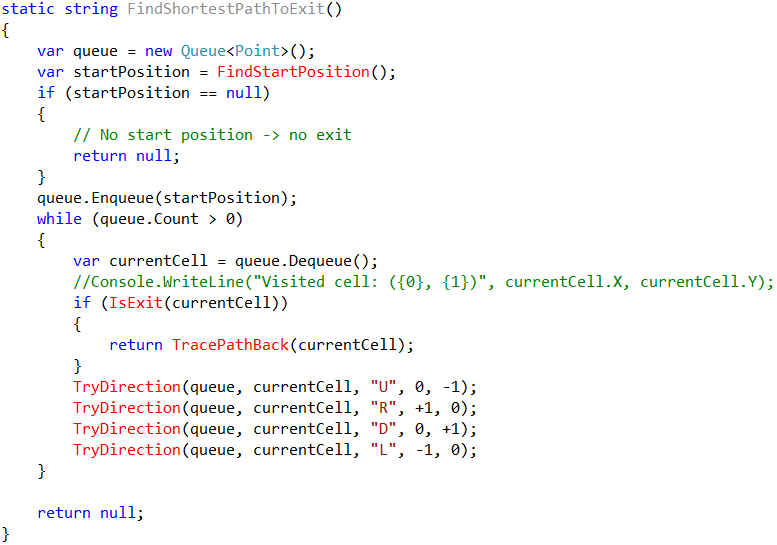 static string FindShortestPathToExit()
{
    var queue = new Queue<Point>();
    var startPosition = FindStartPosition();
    if (startPosition == null)
    {
        // No start position -> no exit
        return null;
    }
    queue.Enqueue(startPosition);
    while (queue.Count > 0)
    {
        var currentCell = queue.Dequeue();
        //Console.WriteLine("Visited cell: ({0}, {1})", currentCell.X, currentCell.Y);
        if (IsExit(currentCell))
        {
            return TracePathBack(currentCell);
        }
        TryDirection(queue, currentCell, "U", 0, -1);
        TryDirection(queue, currentCell, "R", +1, 0);
        TryDirection(queue, currentCell, "D", 0, +1);
        TryDirection(queue, currentCell, "L", -1, 0);
    }

    return null;
}